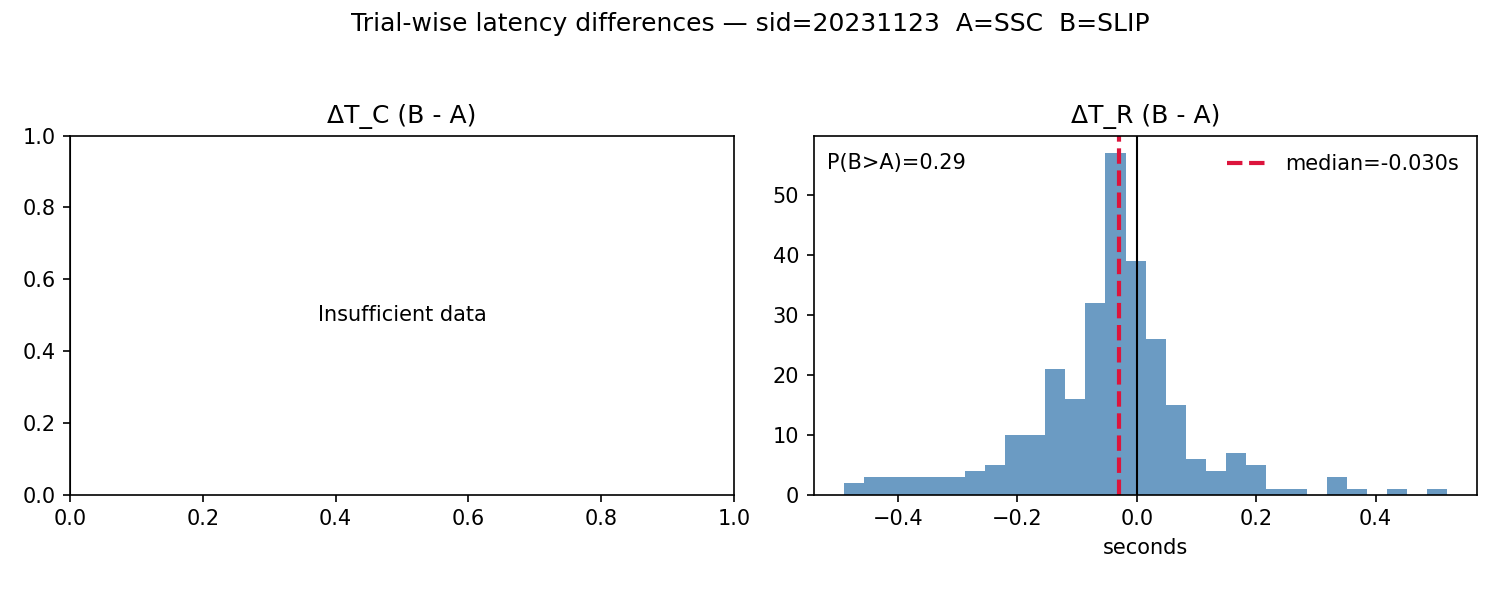 Trial-wise latency differences — sid=20231123  A=SSC  B=SLIP
ΔT_C (B - A)
1.0
0.8
0.6
0.4
0.2
0.0
Insufficient data
0.0 0.2 0.4 0.6 0.8 1.0
ΔT_R (B - A)
P(B>A)=0.29
median=-0.030s
50
40
30
20
10
0
−0.4 −0.2 0.0 0.2 0.4
seconds